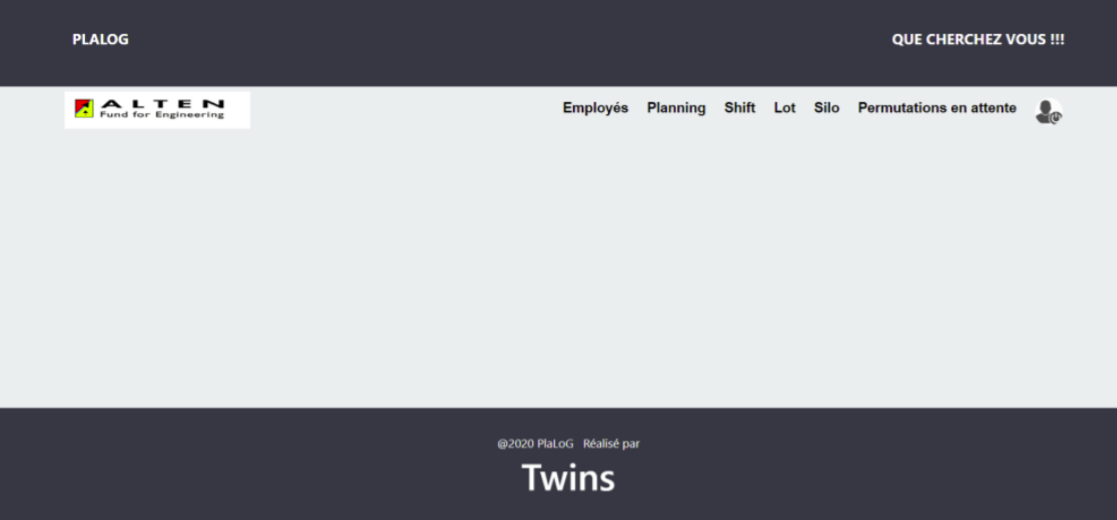 PLALOG QUE CHERCHEZ VOUS !!!
ALTEN
Fund for Engineering
Employés Planning Shift Lot Silo Permutations en attente
@2020 PlaLoG Réalisé par
Twins